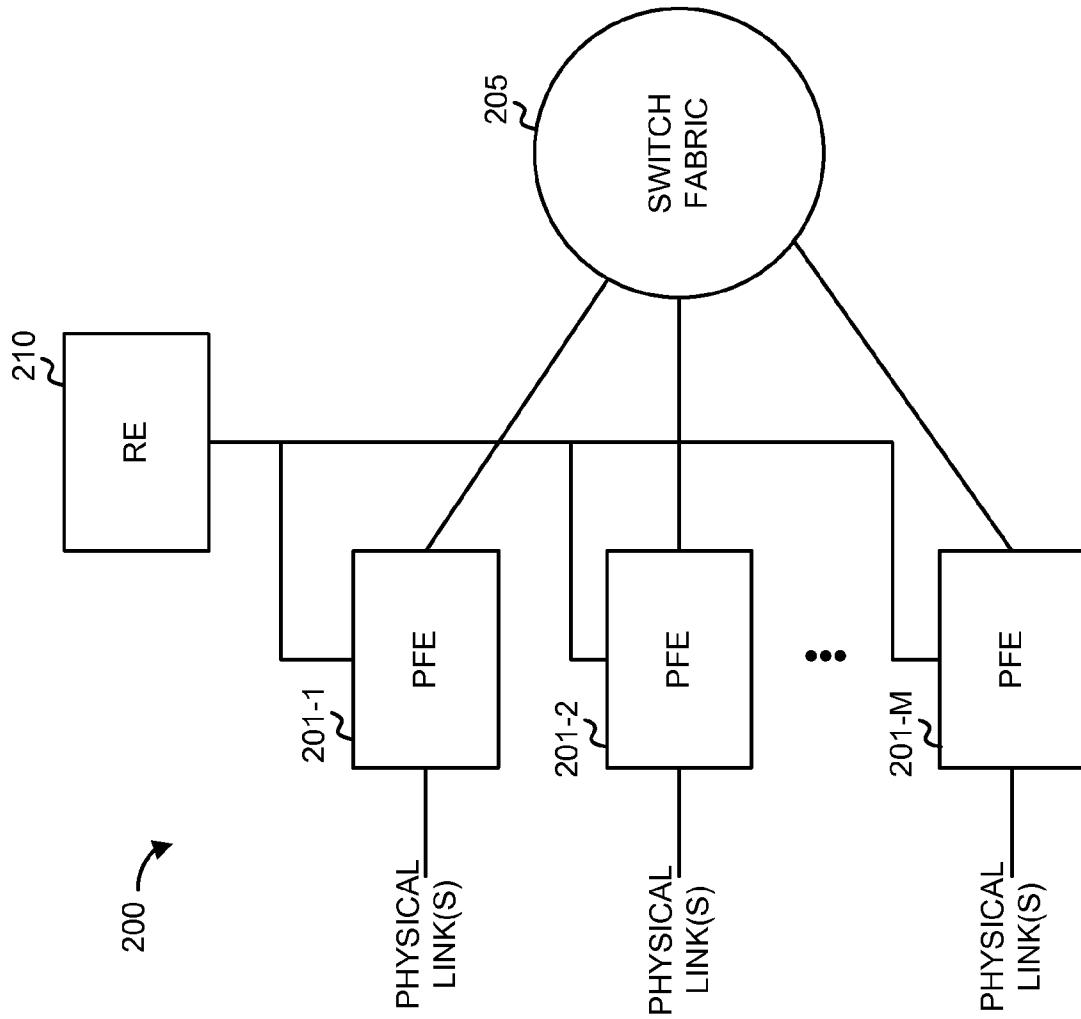 200
210
RE
205
SWITCH
FABRIC
201-1
PFE
PHYSICAL
LINK(S)
201-2
PFE
PHYSICAL
LINK(S)
201-M
PFE
PHYSICAL
LINK(S)